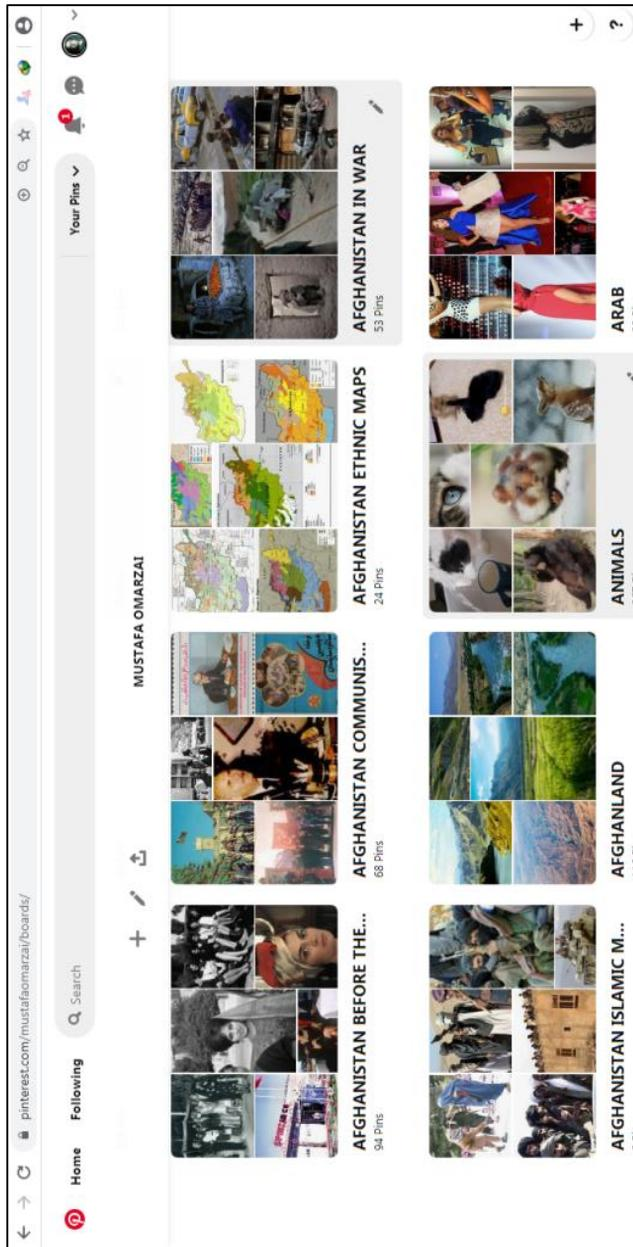 pinterest.com/mustafaomarzai/boards/
Home Following Search Your Pins 1
MUSTAFA OMARZAI
AFGHANISTAN BEFORE THE...
94 Pins
AFGHANISTAN COMMUNIS...
68 Pins
AFGHANISTAN ETHNIC MAPS
24 Pins
AFGHANISTAN IN WAR
53 Pins
AFGHANISTAN ISLAMIC M...
AFGHANLAND
ANIMALS
ARAB
?